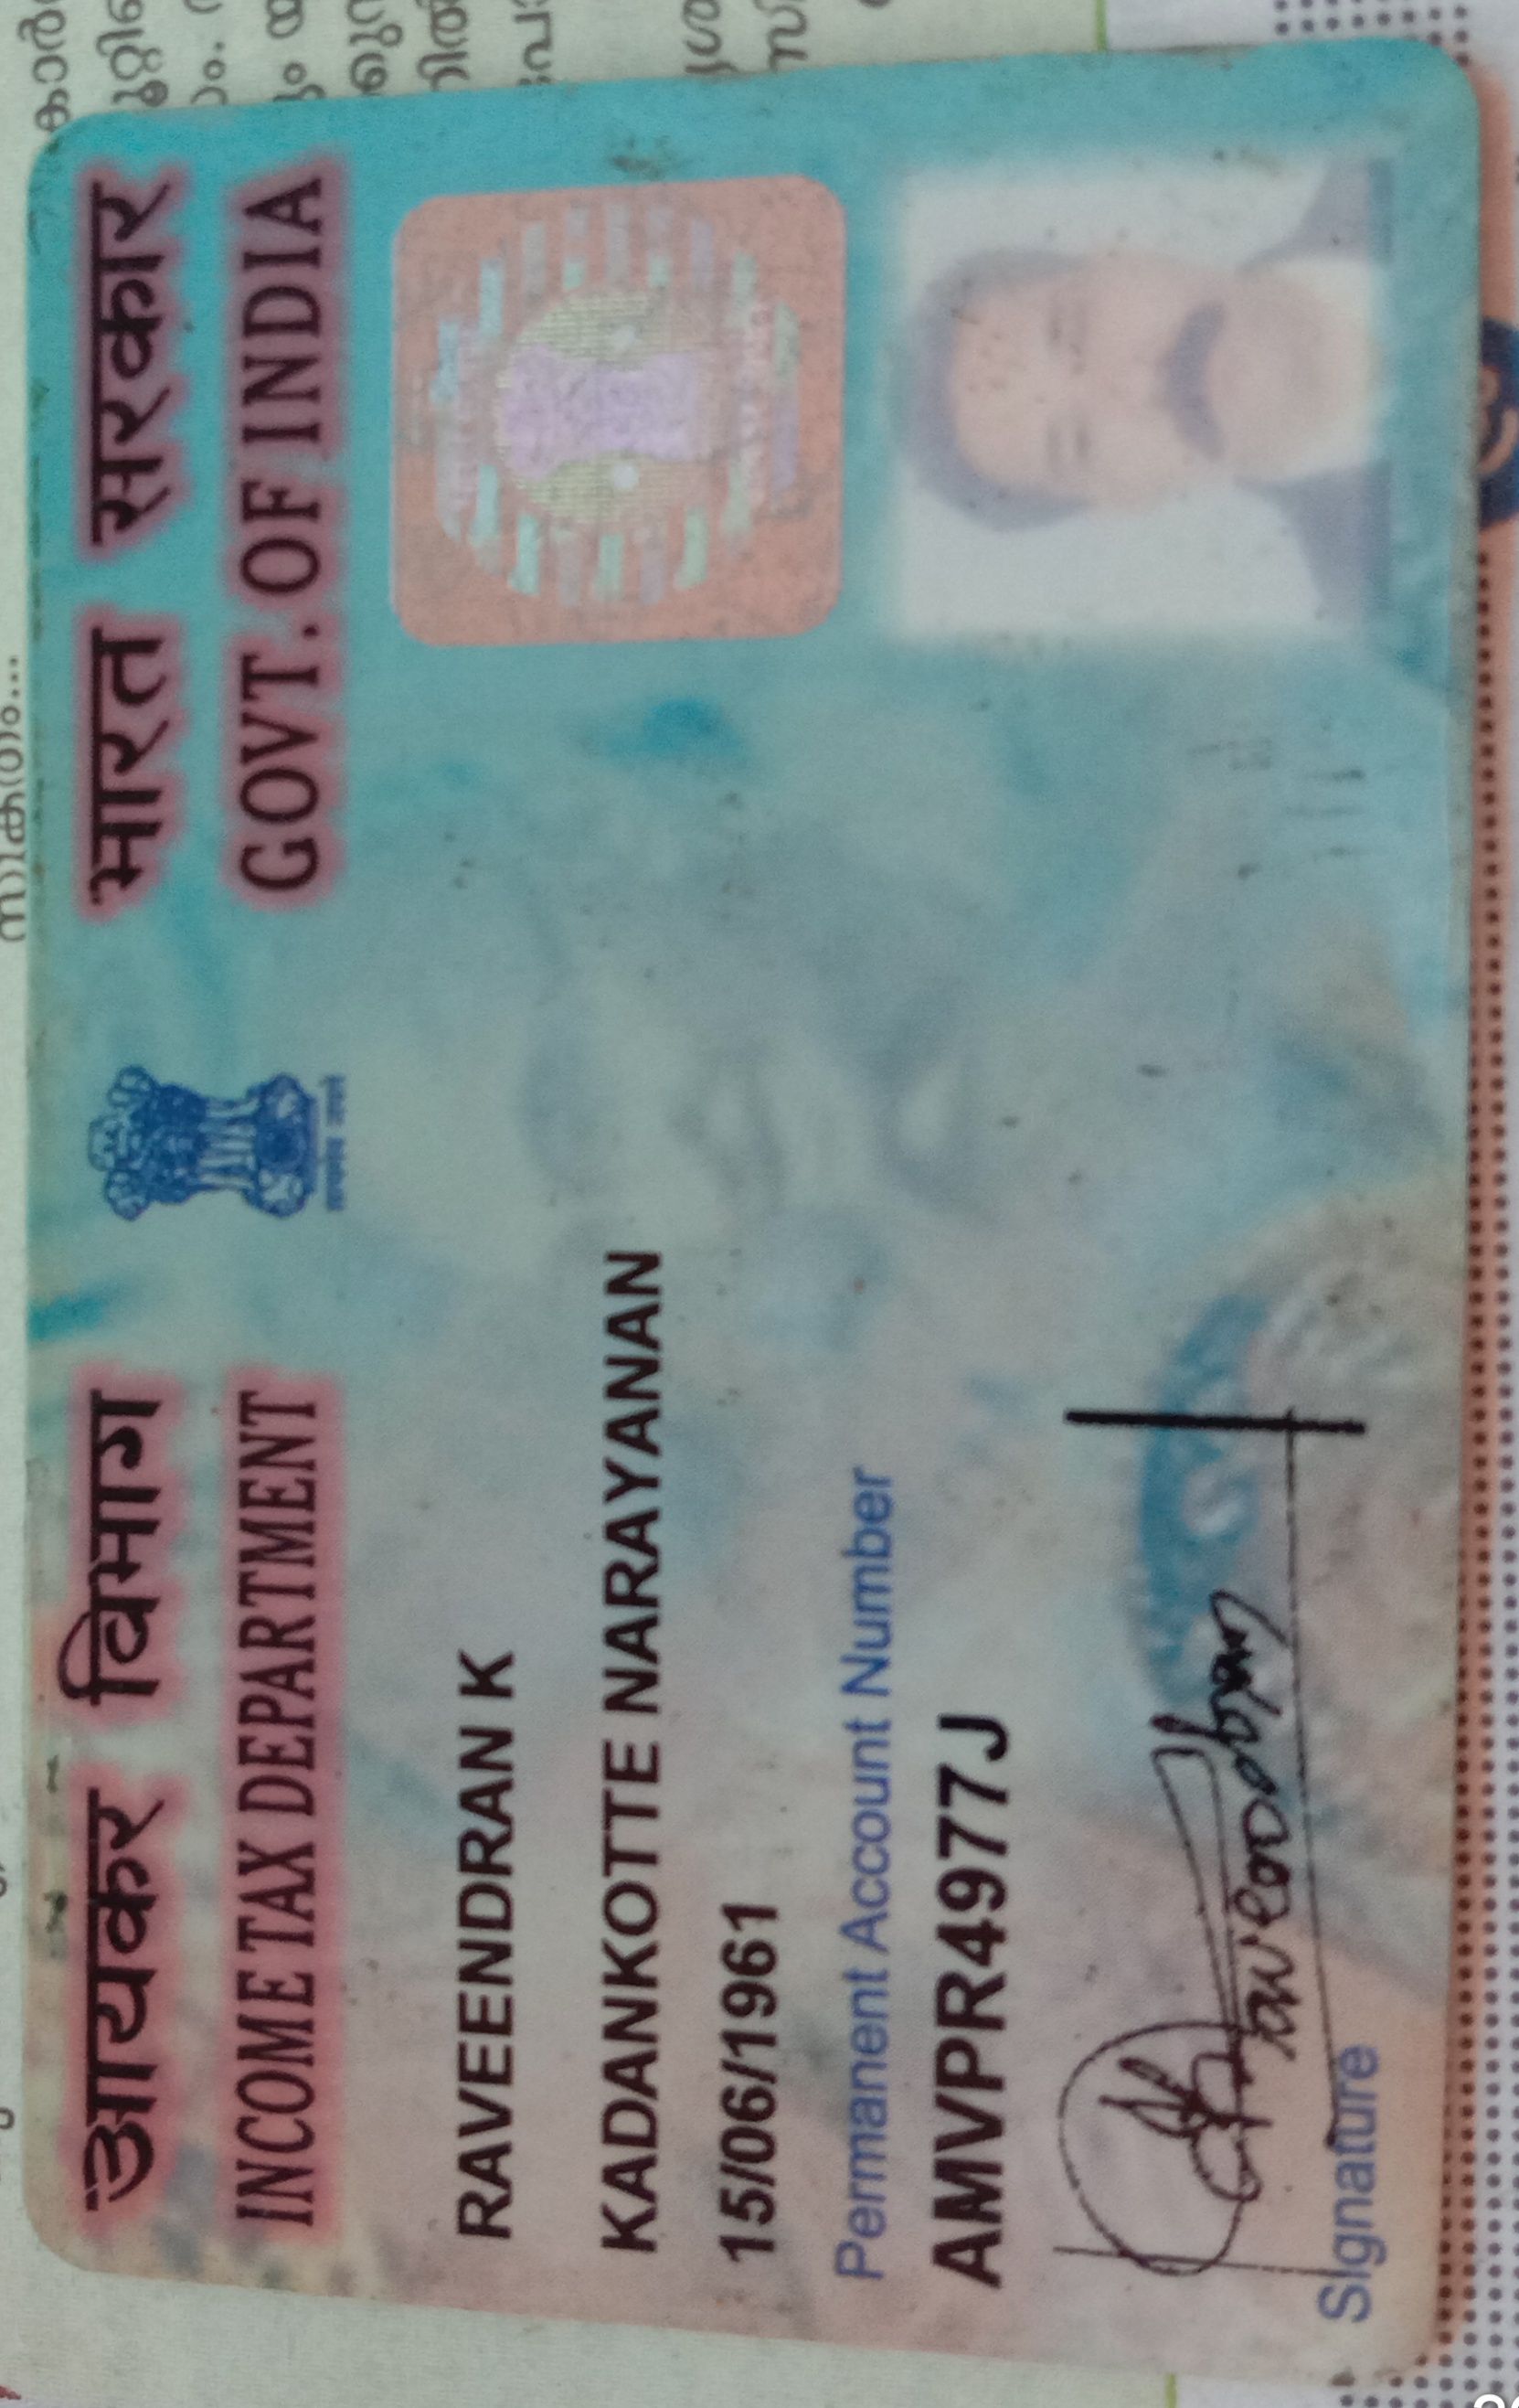 आयकर विभाग
भारत सरकार
INCOME TAX DEPARTMENT
GOVT. OF INDIA
RAVEENDRAN K
KADANKOTTE NARAYANAN
15/06/1961
Permanent Account Number
AMVPR4977J
Signature